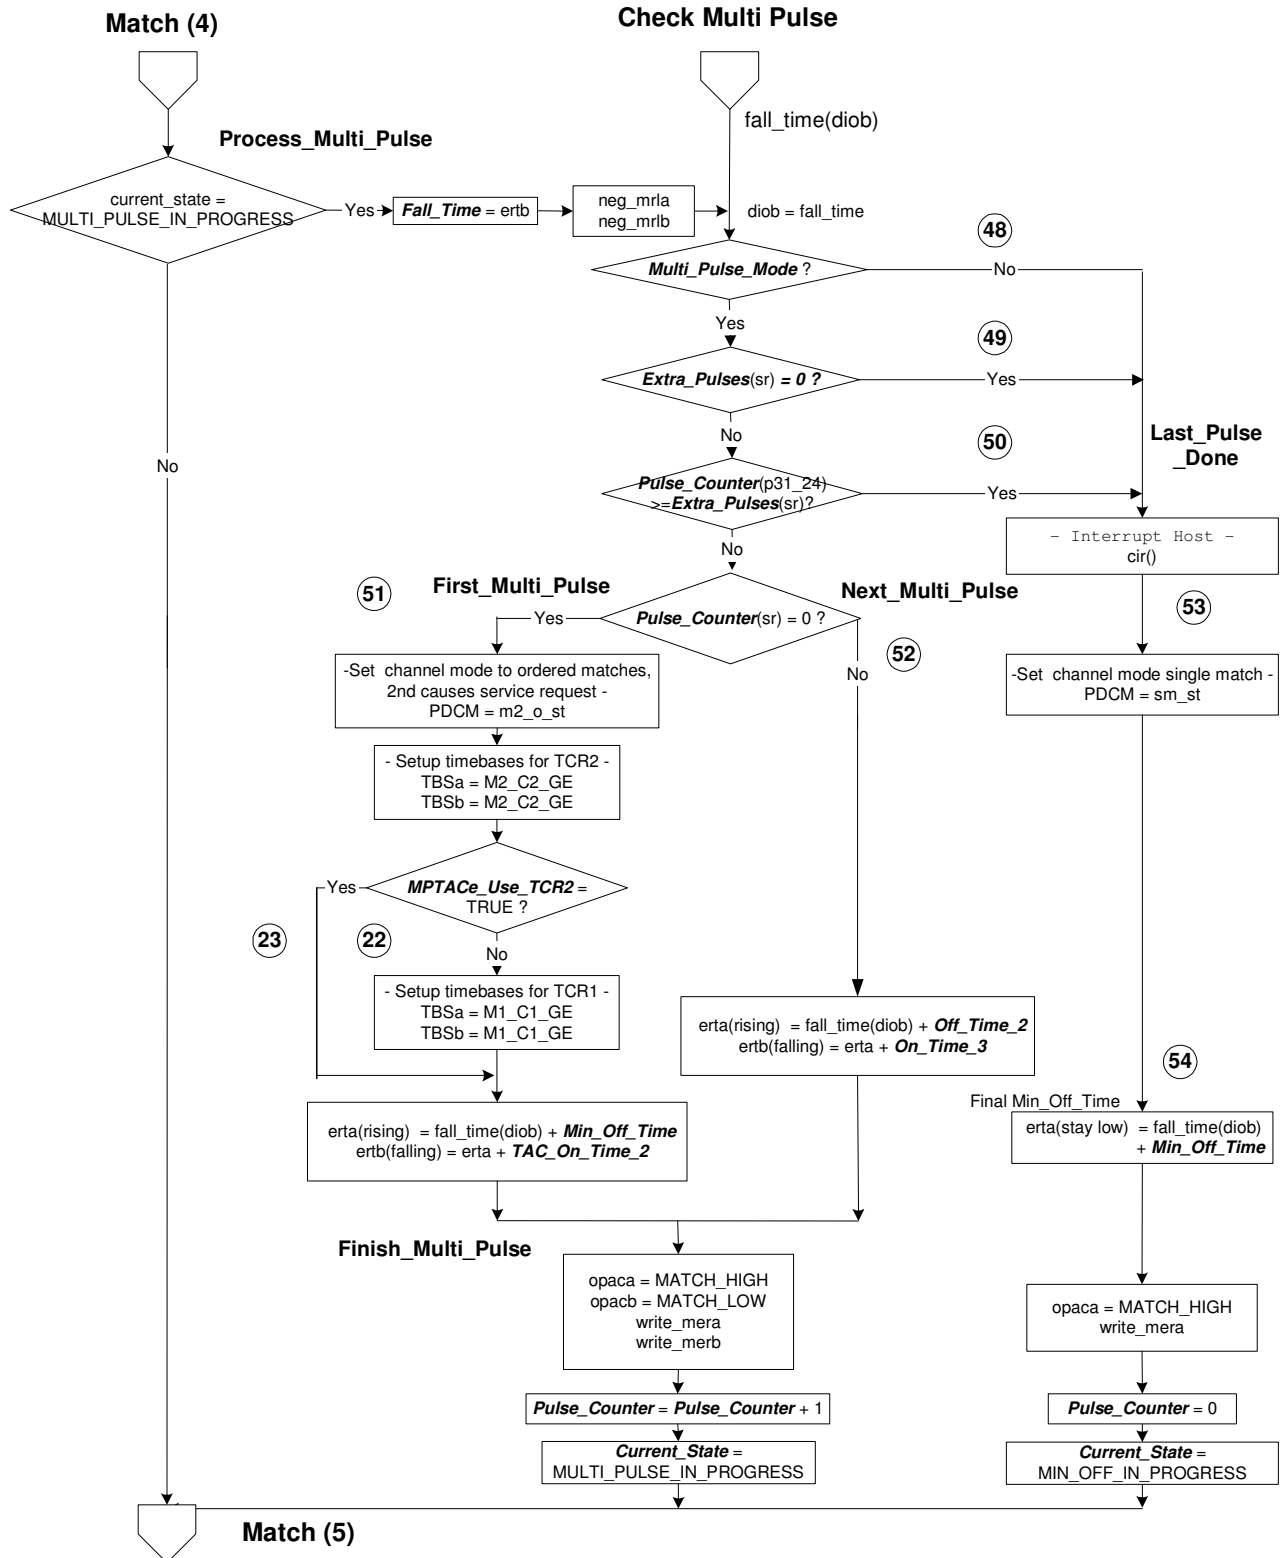 Match (4)
Check Multi Pulse
fall_time(diob)
Process_Multi_Pulse
current_state =
MULTI_PULSE_IN_PROGRESS
Yes
Fall_Time = ertb
neg_mrla
neg_mrlb
diob = fall_time
48
Multi_Pulse_Mode ?
No
Yes
49
Extra_Pulses(sr) = 0 ?
Yes
No
50
Last_Pulse
_Done
No
Pulse_Counter(p31_24)
>=Extra_Pulses(sr)?
Yes
No
- Interrupt Host -
cir()
51
First_Multi_Pulse
Next_Multi_Pulse
53
Yes
Pulse_Counter(sr) = 0 ?
52
No
-Set channel mode to ordered matches,
2nd causes service request -
PDCM = m2_o_st
-Set channel mode single match -
PDCM = sm_st
- Setup timebases for TCR2 -
TBSa = M2_C2_GE
TBSb = M2_C2_GE
Yes
MPTACe_Use_TCR2 =
TRUE ?
23
22
No
- Setup timebases for TCR1 -
TBSa = M1_C1_GE
TBSb = M1_C1_GE
erta(rising) = fall_time(diob) + Off_Time_2
ertb(falling) = erta + On_Time_3
54
Final Min_Off_Time
erta(rising) = fall_time(diob) + Min_Off_Time
ertb(falling) = erta + TAC_On_Time_2
erta(stay low) = fall_time(diob)
+ Min_Off_Time
Finish_Multi_Pulse
opaca = MATCH_HIGH
opacb = MATCH_LOW
write_mera
write_merb
opaca = MATCH_HIGH
write_mera
Pulse_Counter = Pulse_Counter + 1
Pulse_Counter = 0
Current_State =
MULTI_PULSE_IN_PROGRESS
Current_State =
MIN_OFF_IN_PROGRESS
Match (5)